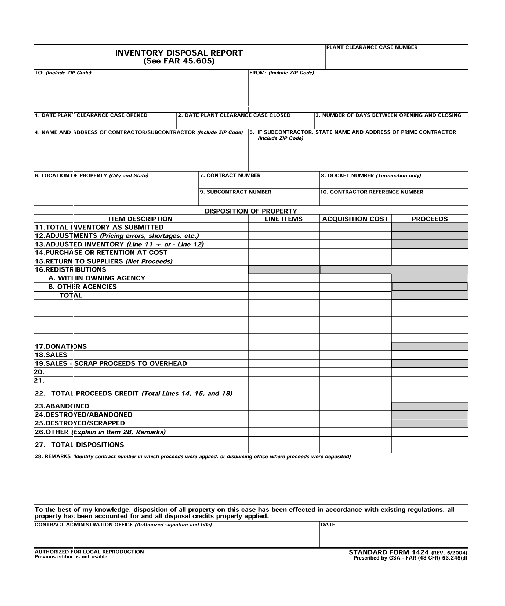 PLANT CLEARANCE CASE NUMBER
INVENTORY DISPOSAL REPORT
(See FAR 45.605)
TO: (Include ZIP Code)
FROM: (Include ZIP Code)
1. DATE PLANT CLEARANCE CASE OPENED
2. DATE PLANT CLEARANCE CASE CLOSED
3. NUMBER OF DAYS BETWEEN OPENING AND CLOSING
4. NAME AND ADDRESS OF CONTRACTOR/SUBCONTRACTOR (Include ZIP Code)
5. IF SUBCONTRACTOR, STATE NAME AND ADDRESS OF PRIME CONTRACTOR
(Include ZIP Code)
6. LOCATION OF PROPERTY (City and State)
7. CONTRACT NUMBER
8. DOCKET NUMBER (Termination only)
9. SUBCONTRACT NUMBER
10. CONTRACTOR REFERENCE NUMBER
DISPOSITION OF PROPERTY
ITEM DESCRIPTION
LINE ITEMS
ACQUISITION COST
PROCEEDS
11. TOTAL INVENTORY AS SUBMITTED
12. ADJUSTMENTS (Pricing errors, shortages, etc.)
13. ADJUSTED INVENTORY (Line 11 + or - Line 12)
14. PURCHASE OR RETENTION AT COST
15. RETURN TO SUPPLIERS (Net Proceeds)
16. REDISTRIBUTIONS
A. WITHIN OWNING AGENCY
B. OTHER AGENCIES
TOTAL
17. DONATIONS
18. SALES
19. SALES - SCRAP PROCEEDS TO OVERHEAD
20.
21.
22. TOTAL PROCEEDS CREDIT (Total Lines 14, 15, and 18)
23. ABANDONED
24. DESTROYED/ABANDONED
25. DESTROYED/SCRAPPED
26. OTHER (Explain in Item 28. Remarks)
27. TOTAL DISPOSITIONS
28. REMARKS (Identify contract number in which proceeds were applied, or disbursing office where proceeds were requested)
To the best of my knowledge, disposition of all property on this case has been effected in accordance with existing regulations, all
property has been accounted for and all disposal credits properly applied.
CONTRACT ADMINISTRATION OFFICE (Authorized signature and title)
DATE
AUTHORIZED FOR LOCAL REPRODUCTION
Previous edition is not usable
STANDARD FORM 1424 (REV. 5/2004)
Prescribed by GSA - FAR (48 CFR) 53.245(d)